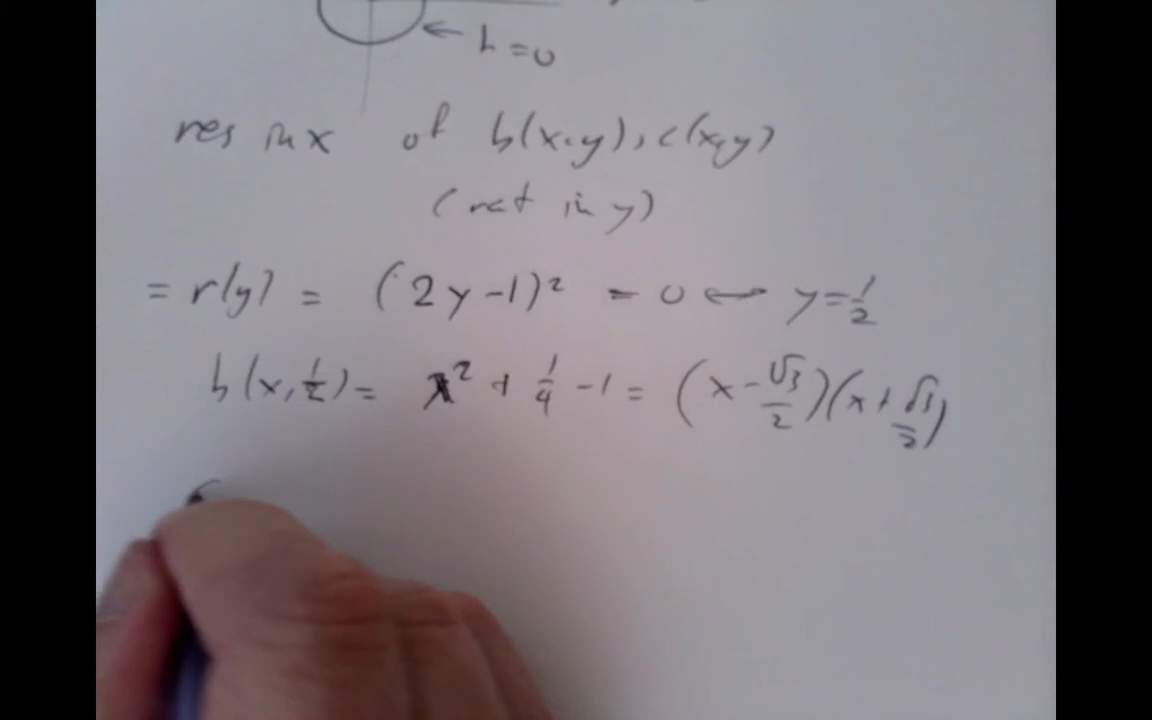 ← h = 0
res in x of b(x,y), c(x,y)
(not in y)
= r(y) = (2y-1)² = 0 ⟷ y = 1/2
b(x, 1/2) = x² + 1/4 - 1 = (x - √3/2)(x + √3/2)